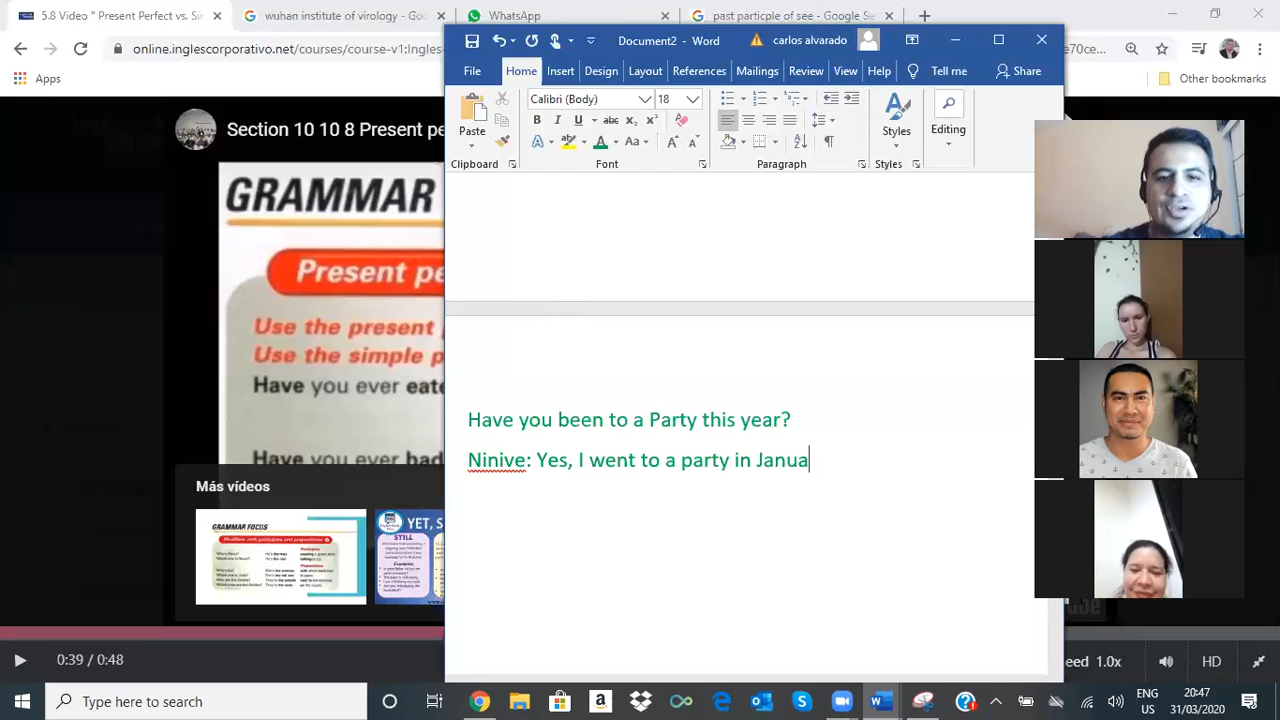 5.8 Video " Present Perfect vs. Si
wuhan institute of virology - Go
WhatsApp
past participle of see - Google Se
online.inglescorporativo.net/courses/course-v1:Ingles
e70ce...
Apps
Other bookmarks
Document2 - Word
carlos alvarado
File Home Insert Design Layout References Mailings Review View Help Tell me Share
Calibri (Body) 18
Paste
Styles
Editing
Clipboard Font Paragraph Styles
Section 10 10 8 Present pe
GRAMMAR
Present pe
Use the present
Use the simple p
Have you ever eate
Have you ever had
Have you been to a Party this year?
Ninive: Yes, I went to a party in Janua
Más vídeos
GRAMMAR FOCUS
YET, S
STILL
0:39 / 0:48
eed 1.0x
HD
Type here to search
ENG
US
20:47
31/03/2020